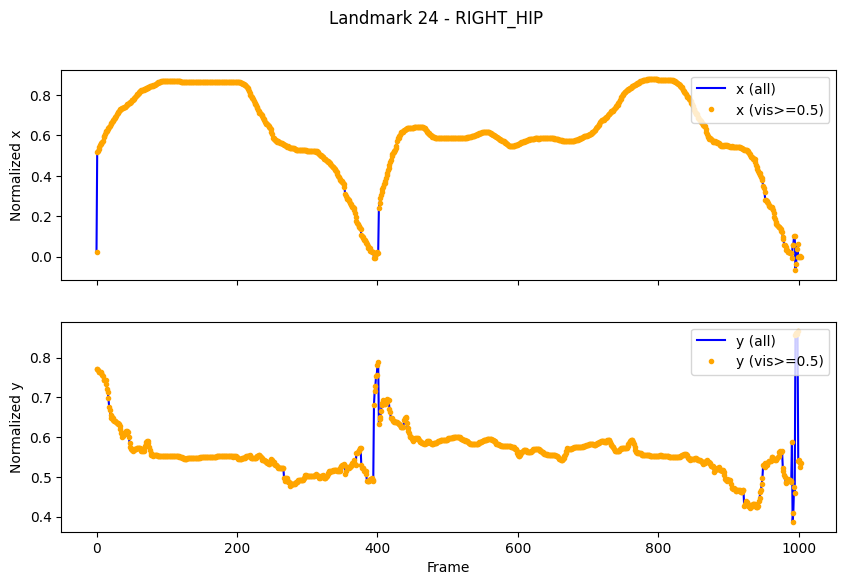 Landmark 24 - RIGHT_HIP
Normalized x
0.8
0.6
0.4
0.2
0.0
x (all)
x (vis>=0.5)
Normalized y
0.8
0.7
0.6
0.5
0.4
y (all)
y (vis>=0.5)
0 200 400 600 800 1000
Frame